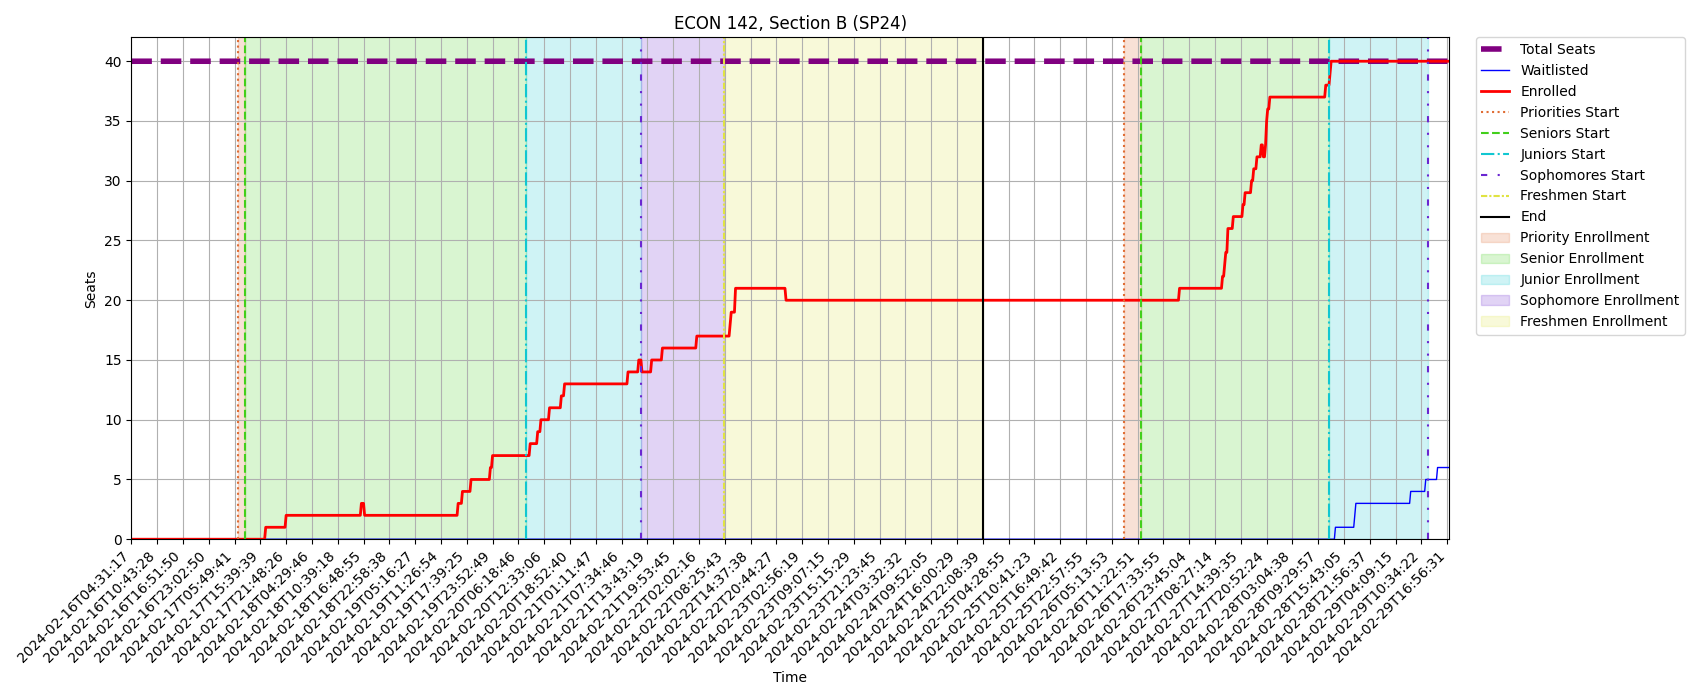 ECON 142, Section B (SP24)
Seats
40
35
30
25
20
15
10
5
0
2024-02-16T04:31:17
2024-02-16T10:43:28
2024-02-16T16:51:50
2024-02-16T23:02:50
2024-02-17T05:49:41
2024-02-17T15:39:39
2024-02-17T21:48:26
2024-02-18T04:29:46
2024-02-18T10:39:18
2024-02-18T16:48:55
2024-02-18T22:58:38
2024-02-19T05:16:27
2024-02-19T11:26:54
2024-02-19T17:39:25
2024-02-19T23:52:49
2024-02-20T06:18:46
2024-02-20T12:33:06
2024-02-20T18:52:40
2024-02-21T01:11:47
2024-02-21T07:34:46
2024-02-21T13:43:19
2024-02-21T19:53:45
2024-02-22T02:02:16
2024-02-22T08:25:43
2024-02-22T14:37:38
2024-02-22T20:44:27
2024-02-23T02:56:19
2024-02-23T09:07:15
2024-02-23T15:15:29
2024-02-23T21:23:45
2024-02-24T03:32:32
2024-02-24T09:52:05
2024-02-24T16:00:29
2024-02-24T22:08:39
2024-02-25T04:28:55
2024-02-25T10:41:23
2024-02-25T16:49:42
2024-02-25T22:57:55
2024-02-26T05:13:53
2024-02-26T11:22:51
2024-02-26T17:33:55
2024-02-26T23:45:04
2024-02-27T08:27:14
2024-02-27T14:39:35
2024-02-27T20:52:24
2024-02-28T03:04:38
2024-02-28T09:29:57
2024-02-28T15:43:05
2024-02-28T21:56:37
2024-02-29T04:09:15
2024-02-29T10:34:22
2024-02-29T16:56:31
Time
Total Seats
Waitlisted
Enrolled
Priorities Start
Seniors Start
Juniors Start
Sophomores Start
Freshmen Start
End
Priority Enrollment
Senior Enrollment
Junior Enrollment
Sophomore Enrollment
Freshmen Enrollment